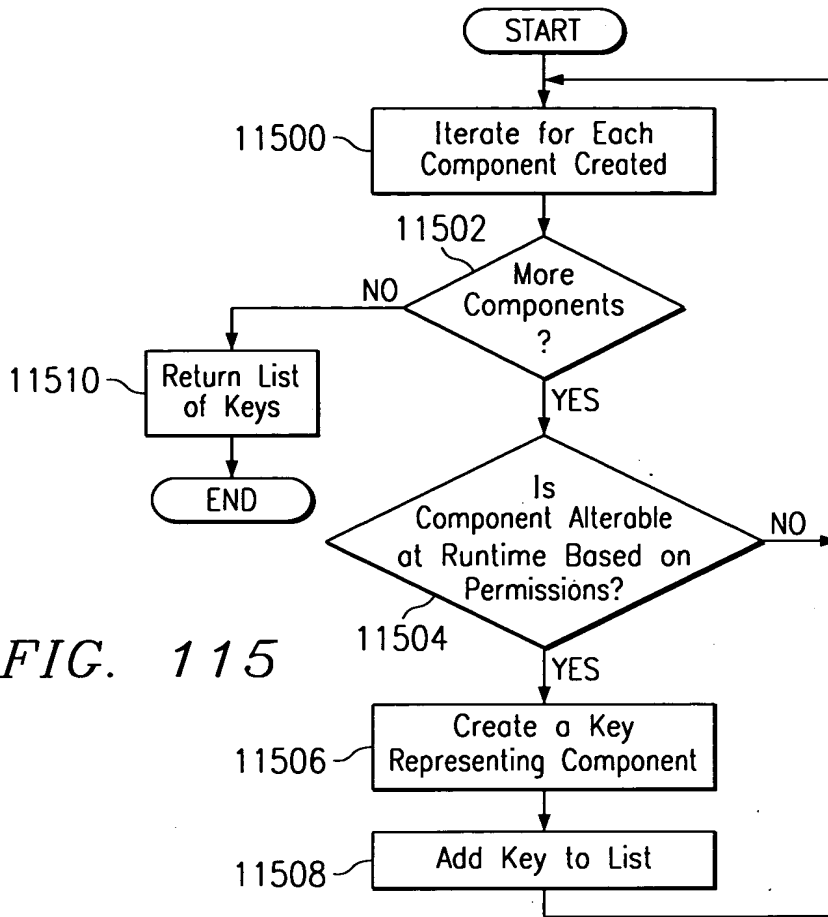 START
11500
Iterate for Each
Component Created
11502
More
Components
?
NO
YES
11510
Return List
of Keys
END
Is
Component Alterable
at Runtime Based on
Permissions?
NO
11504
YES
FIG. 115
11506
Create a Key
Representing Component
11508
Add Key to List